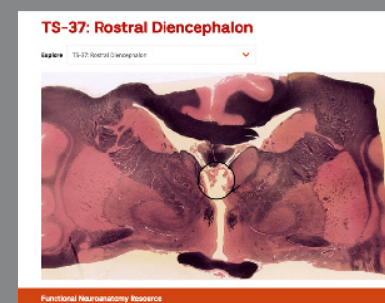 TS-37: Rostral Diencephalon
Explore TS-37: Rostral Diencephalon
Functional Neuroanatomy Resource